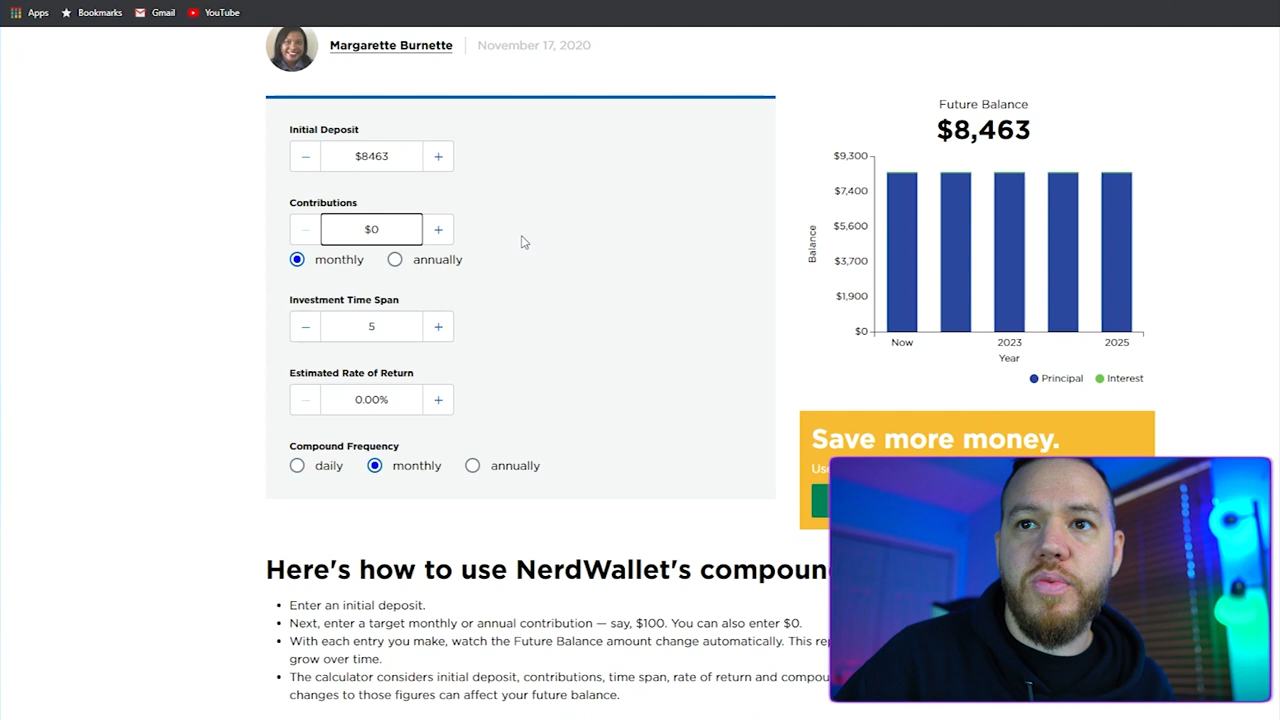 Apps Bookmarks Gmail YouTube
Margarette Burnette November 17, 2020
Initial Deposit
− $8463 +
Contributions
− $0 +
monthly annually
Investment Time Span
− 5 +
Estimated Rate of Return
− 0.00% +
Compound Frequency
daily monthly annually
Future Balance
$8,463
$9,300
$7,400
$5,600
$3,700
$1,900
$0
Balance
Now 2023 2025
Year
Principal Interest
Save more money.
Here's how to use NerdWallet's
• Enter an initial deposit.
• Next, enter a target monthly or annual contribution — say, $100. You can also enter $0.
• With each entry you make, watch the Future Balance amount change automatically. This
grow over time.
• The calculator considers initial deposit, contributions, time span, rate of return and
changes to those figures can affect your future balance.